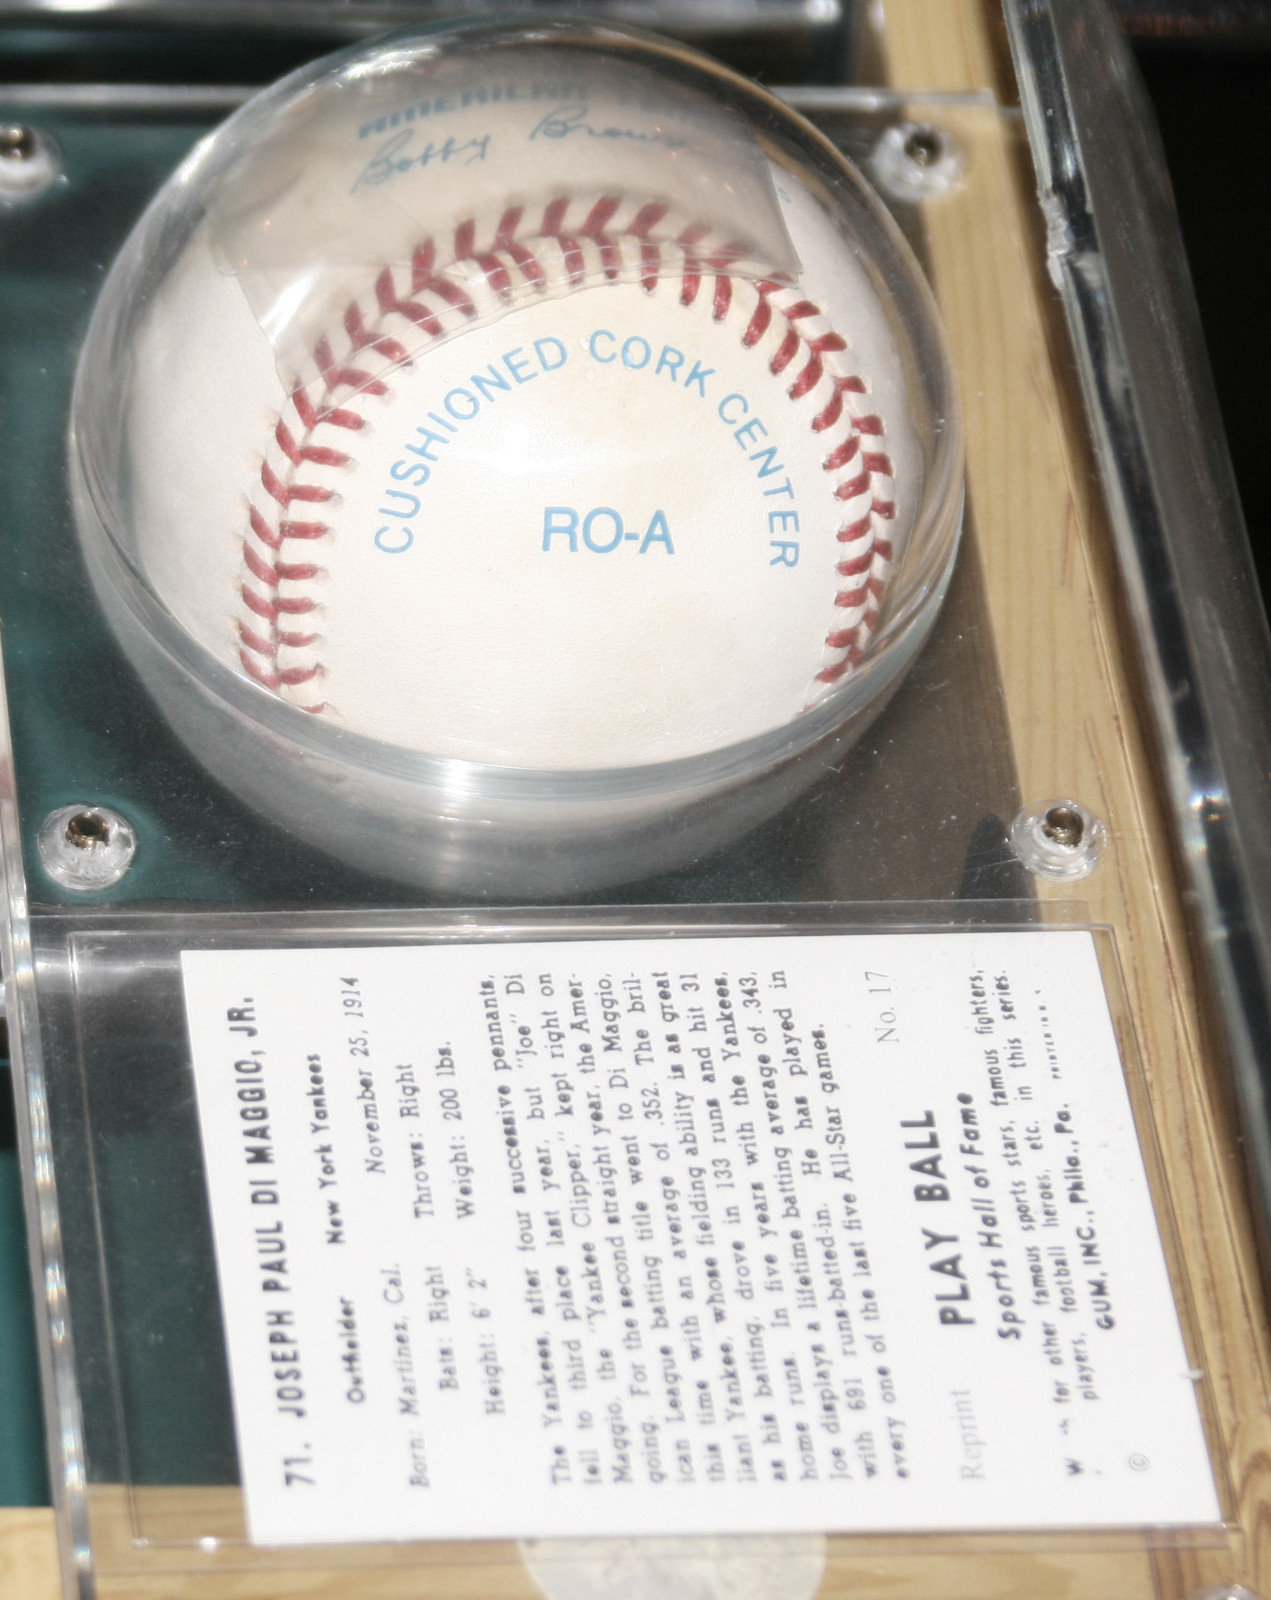 Bobby Brown
CUSHIONED CORK CENTER
RO-A
71. JOSEPH PAUL DI MAGGIO, JR.
Outfielder New York Yankees
Born: Martinez, Cal. November 25, 1914
Bats: Right Throws: Right
Height: 6' 2" Weight: 200 lbs.
The Yankees, after four successive pennants,
fell to third place last year, but "Joe" Di
Maggio, the "Yankee Clipper," kept right on
going. For the second straight year, the Amer-
ican League batting title went to Di Maggio,
this time with an average of .352. The bril-
liant Yankee, whose fielding ability is as great
as his batting, drove in 133 runs and hit 31
home runs. In five years with the Yankees,
Joe displays a lifetime batting average of .343,
with 691 runs-batted-in. He has played in
every one of the last five All-Star games.
Reprint No. 17
PLAY BALL
Sports Hall of Fame
for other famous sports stars, famous fighters,
players, football heroes, etc. in this series.
© GUM, INC., Phila., Pa.